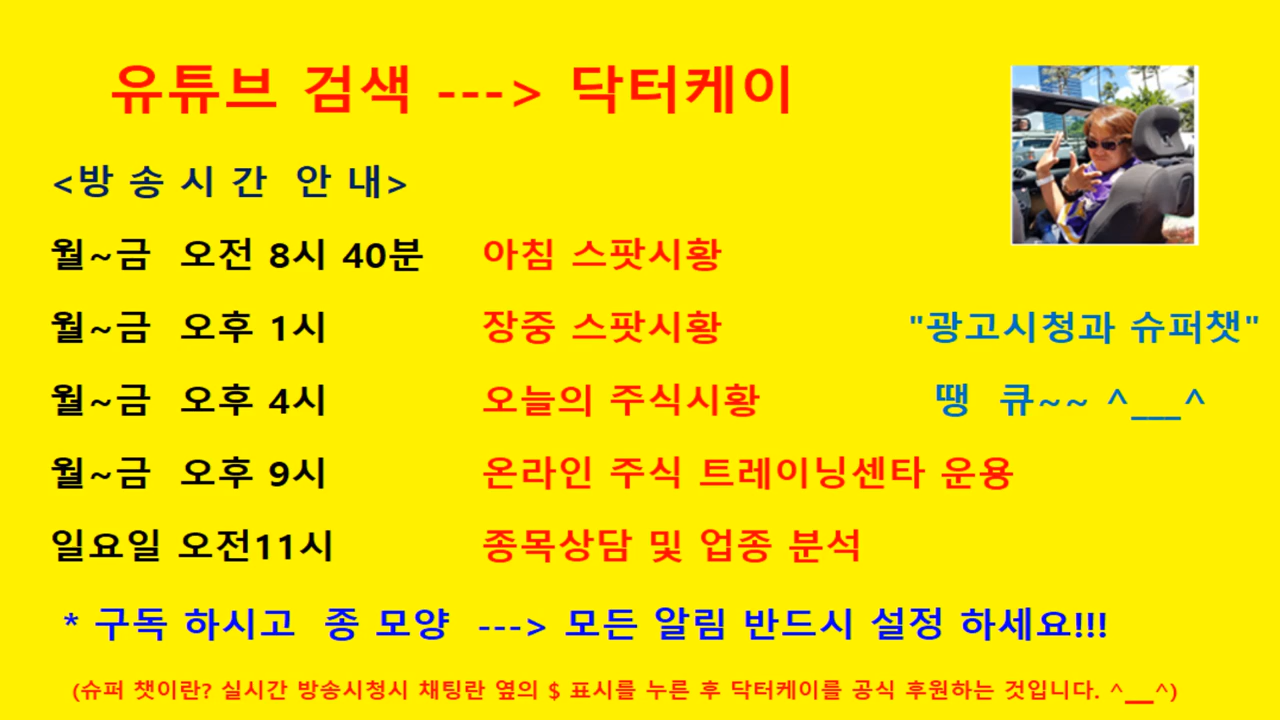 유튜브 검색 ---> 닥터케이
<방 송 시 간 안 내>
월~금 오전 8시 40분 아침 스팟시황
월~금 오후 1시 장중 스팟시황 "광고시청과 슈퍼챗"
월~금 오후 4시 오늘의 주식시황 땡 큐~~ ^___^
월~금 오후 9시 온라인 주식 트레이닝센타 운용
일요일 오전11시 종목상담 및 업종 분석
* 구독 하시고 종 모양 ---> 모든 알림 반드시 설정 하세요!!!
(슈퍼 챗이란? 실시간 방송시청시 채팅란 옆의 $ 표시를 누른 후 닥터케이를 공식 후원하는 것입니다. ^__^)